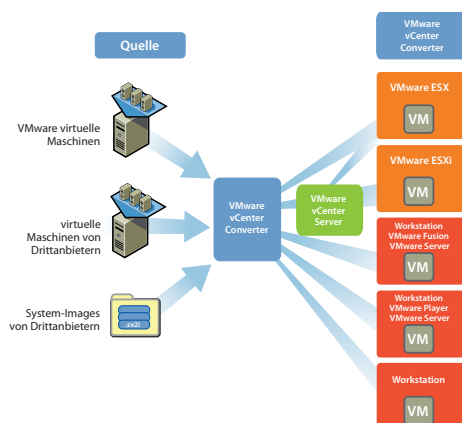 Quelle
VMware virtuelle
Maschinen
virtuelle
Maschinen von
Drittanbietern
System-Images
von Drittanbietern
.sv2i
VMware
vCenter
Converter
VMware
vCenter
Server
VMware
vCenter
Converter
VMware ESX
VM
VMware ESXi
VM
Workstation
VMware Fusion
VMware Server
VM
Workstation
VMware Player
VMware Server
VM
Workstation
VM